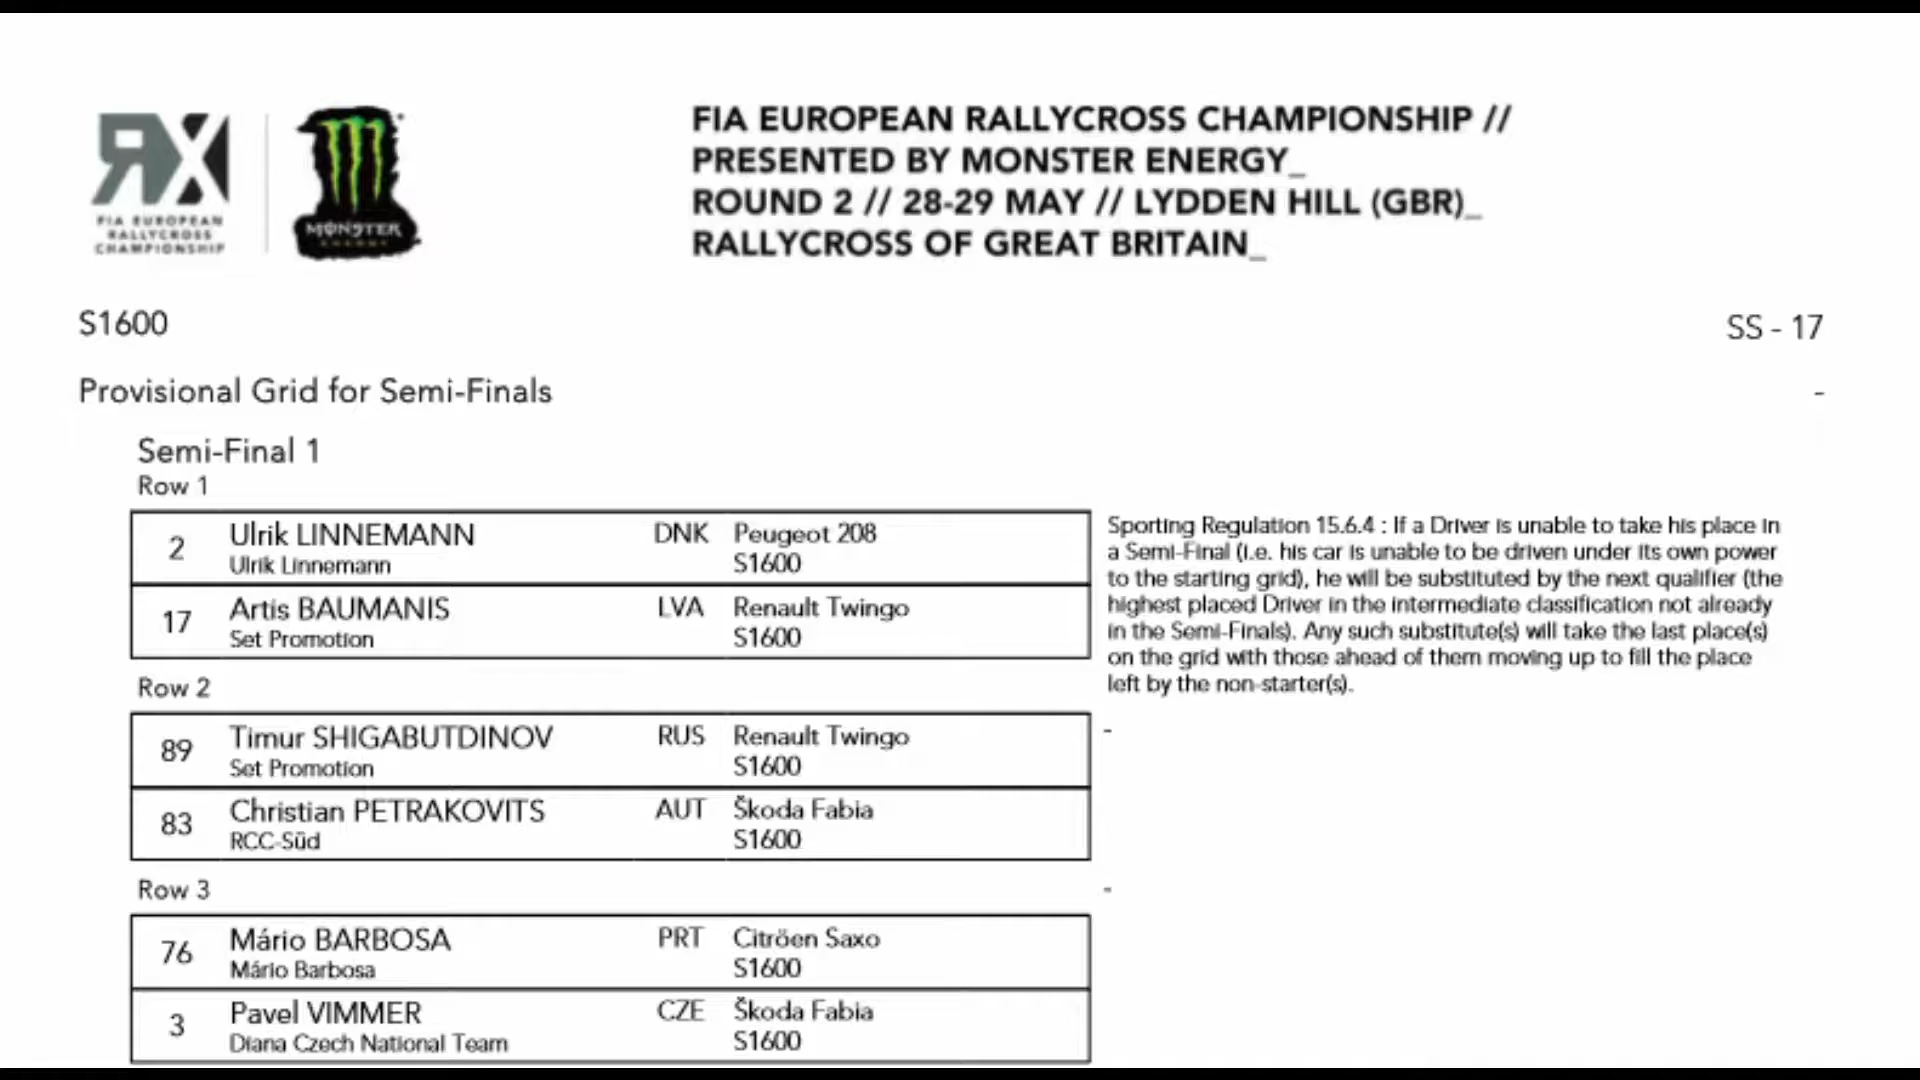 RX
FIA EUROPEAN
RALLYCROSS
CHAMPIONSHIP
MONSTER
ENERGY
FIA EUROPEAN RALLYCROSS CHAMPIONSHIP //
PRESENTED BY MONSTER ENERGY_
ROUND 2 // 28-29 MAY // LYDDEN HILL (GBR)_
RALLYCROSS OF GREAT BRITAIN_
S1600
SS - 17
Provisional Grid for Semi-Finals
-
Semi-Final 1
Row 1
2 Ulrik LINNEMANN DNK Peugeot 208
Ulrik Linnemann S1600
17 Artis BAUMANIS LVA Renault Twingo
Set Promotion S1600
Sporting Regulation 15.6.4 : If a Driver is unable to take his place in
a Semi-Final (i.e. his car is unable to be driven under its own power
to the starting grid), he will be substituted by the next qualifier (the
highest placed Driver in the intermediate classification not already
in the Semi-Finals). Any such substitute(s) will take the last place(s)
on the grid with those ahead of them moving up to fill the place
left by the non-starter(s).
Row 2
89 Timur SHIGABUTDINOV RUS Renault Twingo
Set Promotion S1600
-
83 Christian PETRAKOVITS AUT Škoda Fabia
RCC-Süd S1600
Row 3
-
76 Mário BARBOSA PRT Citröen Saxo
Mário Barbosa S1600
3 Pavel VIMMER CZE Škoda Fabia
Diana Czech National Team S1600